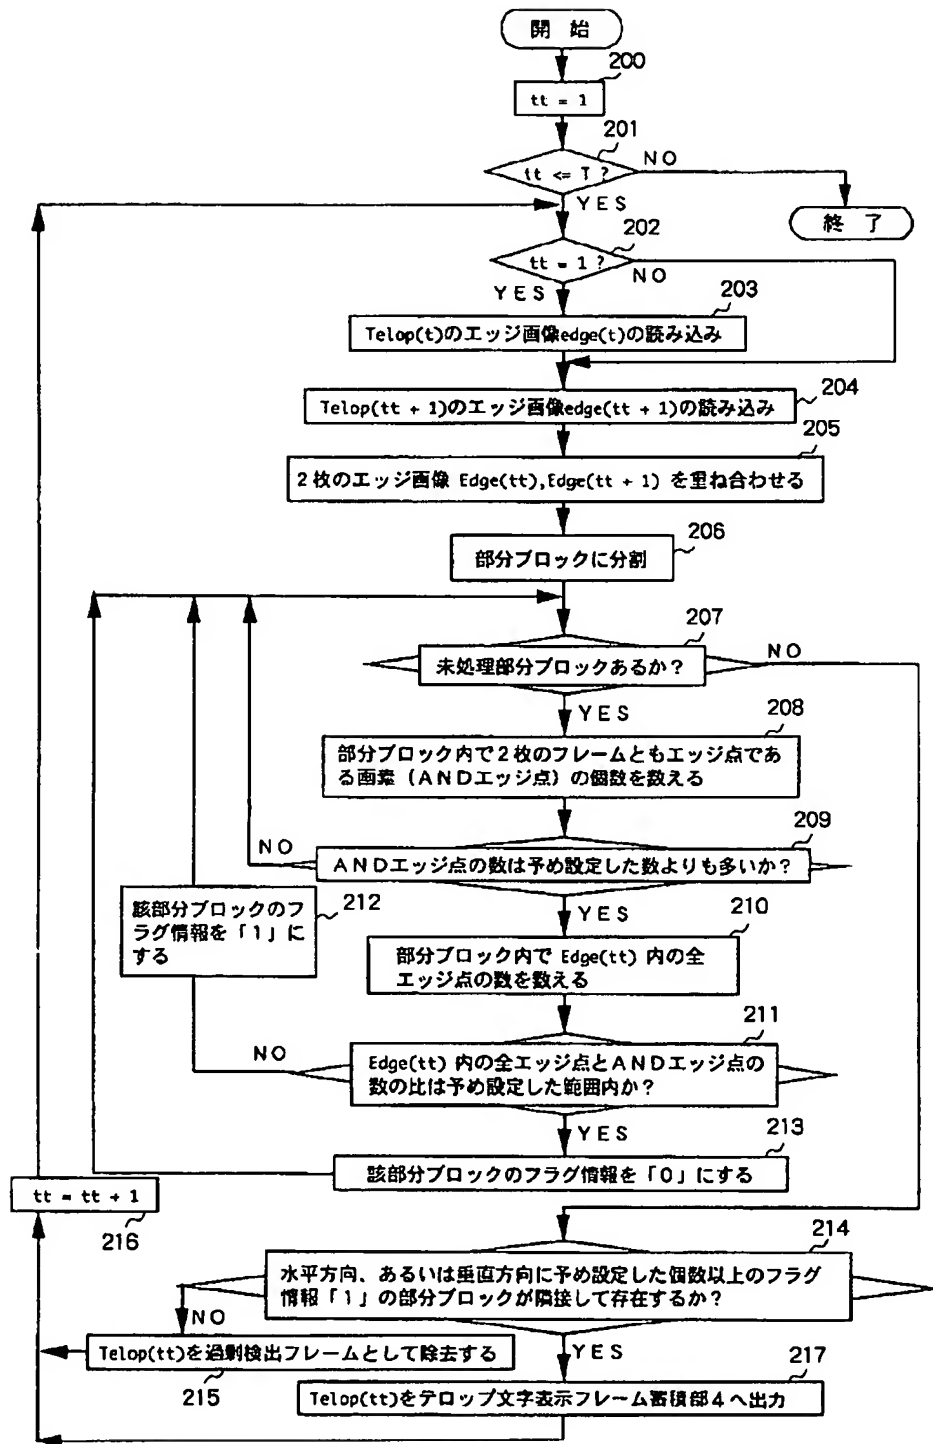 開 始
200
tt = 1
201
tt <= T ?
NO
YES
終 了
202
tt = 1 ?
NO
YES
203
Telop(t)のエッジ画像edge(t)の読み込み
204
Telop(tt + 1)のエッジ画像edge(tt + 1)の読み込み
205
2枚のエッジ画像 Edge(tt),Edge(tt + 1) を重ね合わせる
206
部分ブロックに分割
207
未処理部分ブロックあるか?
NO
YES
208
部分ブロック内で2枚のフレームともエッジ点であ
る画素(ANDエッジ点)の個数を数える
209
NO
ANDエッジ点の数は予め設定した数よりも多いか?
YES
212
該部分ブロックのフ
ラグ情報を「1」に
する
210
部分ブロック内で Edge(tt) 内の全
エッジ点の数を数える
211
NO
Edge(tt) 内の全エッジ点とANDエッジ点の
数の比は予め設定した範囲内か?
YES
213
該部分ブロックのフラグ情報を「0」にする
tt = tt + 1
216
214
水平方向、あるいは垂直方向に予め設定した個数以上のフラグ
情報「1」の部分ブロックが隣接して存在するか?
NO
YES
Telop(tt)を過剰検出フレームとして除去する
215
217
Telop(tt)をテロップ文字表示フレーム蓄積部4へ出力